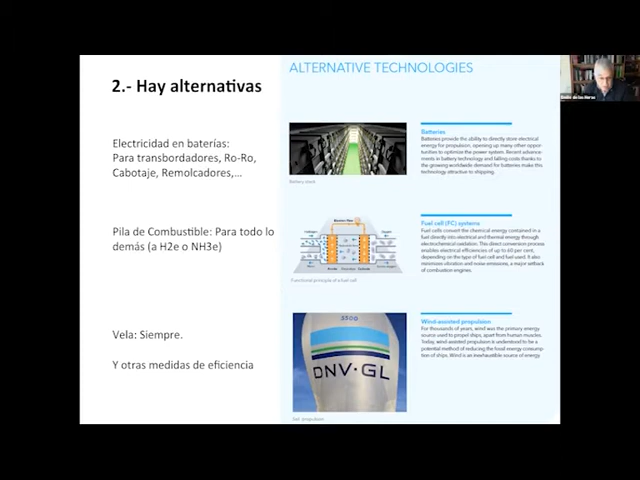 2.- Hay alternativas
Electricidad en baterías:
Para transbordadores, Ro-Ro,
Cabotaje, Remolcadores,...
Pila de Combustible: Para todo lo
demás (a H2e o NH3e)
Vela: Siempre.
Y otras medidas de eficiencia
ALTERNATIVE TECHNOLOGIES
Battery stack
Batteries
Batteries provide the ability to directly store electrical
energy for propulsion, opening up many other oppor-
tunities to optimize the power system. Recent advance-
ments in battery technology and falling costs thanks to
the growing worldwide demand for batteries make this
technology attractive to shipping.
Functional principle of a fuel cell
Fuel cell (FC) systems
Fuel cells convert the chemical energy contained in
a fuel directly into electrical and thermal energy through
electrochemical oxidation. This direct conversion process
enables electrical efficiencies of up to 60 per cent,
depending on the type of fuel cell and fuel used. It also
minimizes vibration and noise emissions, a major setback
of combustion engines.
DNV·GL
Sail propulsion
Wind-assisted propulsion
For thousands of years, wind was the primary energy
source used to propel ships, apart from human muscles.
Today, wind-assisted propulsion is understood to be a
potential method of reducing the fossil energy consump-
tion of ships. Wind is an inexhaustible source of energy